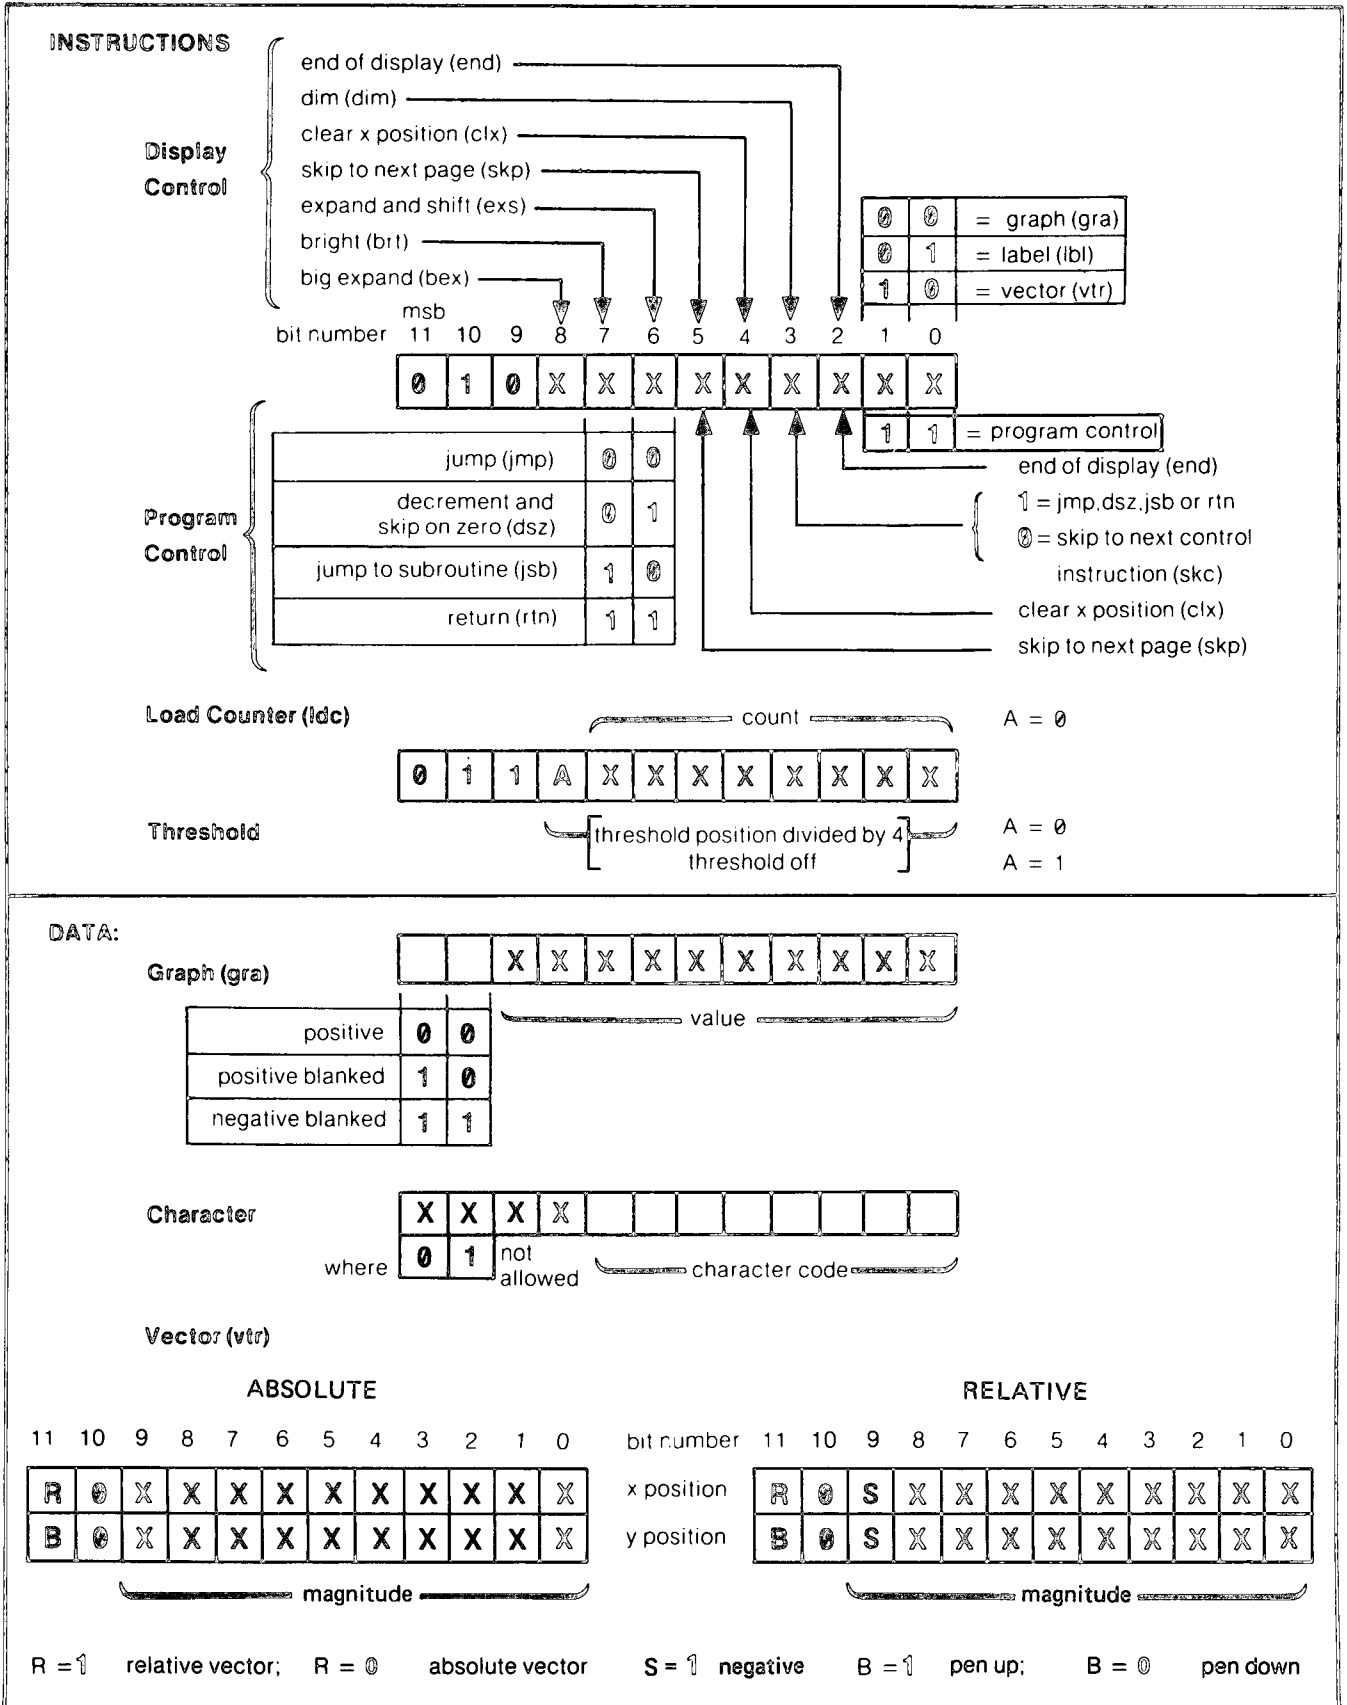 INSTRUCTIONS
end of display (end)
dim (dim)
clear x position (clx)
skip to next page (skp)
expand and shift (exs)
bright (brt)
big expand (bex)
Display
Control
0 0 = graph (gra)
0 1 = label (lbl)
1 0 = vector (vtr)
msb
bit number 11 10 9 8 7 6 5 4 3 2 1 0
0 1 0 X X X X X X X X X
1 1 = program control
Program
Control
jump (jmp) 0 0
decrement and
skip on zero (dsz) 0 1
jump to subroutine (jsb) 1 0
return (rtn) 1 1
end of display (end)
1 = jmp,dsz,jsb or rtn
0 = skip to next control
instruction (skc)
clear x position (clx)
skip to next page (skp)
Load Counter (ldc)
count A = 0
0 1 1 A X X X X X X X X
Threshold
threshold position divided by 4 A = 0
threshold off A = 1
DATA:
Graph (gra)
X X X X X X X X X X
value
positive 0 0
positive blanked 1 0
negative blanked 1 1
Character
X X X X
where 0 1 not
allowed
character code
Vector (vtr)
ABSOLUTE RELATIVE
11 10 9 8 7 6 5 4 3 2 1 0 bit number 11 10 9 8 7 6 5 4 3 2 1 0
R 0 X X X X X X X X X X x position R 0 S X X X X X X X X X
B 0 X X X X X X X X X X y position B 0 S X X X X X X X X X
magnitude magnitude
R = 1 relative vector; R = 0 absolute vector S = 1 negative B = 1 pen up; B = 0 pen down